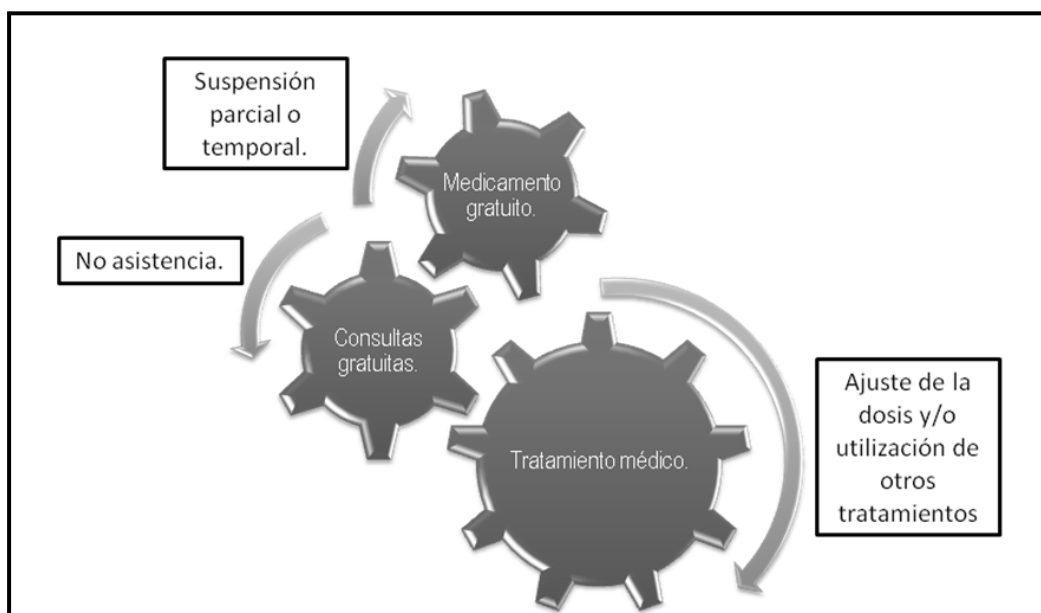 Suspensión
parcial o
temporal.
Medicamento
gratuito.
No asistencia.
Consultas
gratuitas.
Ajuste de la
dosis y/o
utilización de
otros
tratamientos
Tratamiento médico.